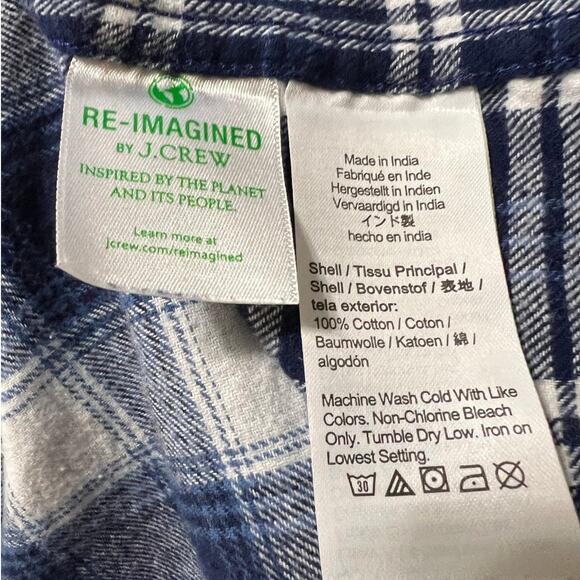 RE-IMAGINED
BY J.CREW
INSPIRED BY THE PLANET
AND ITS PEOPLE.
Learn more at
jcrew.com/reimagined
Made in India
Fabriqué en Inde
Hergestellt in Indien
Vervaardigd in India
インド製
hecho en india
Shell / Tissu Principal /
Shell / Bovenstof / 表地 /
tela exterior:
100% Cotton / Coton /
Baumwolle / Katoen / 綿 /
algodón
Machine Wash Cold With Like
Colors. Non-Chlorine Bleach
Only. Tumble Dry Low. Iron on
Lowest Setting.
30